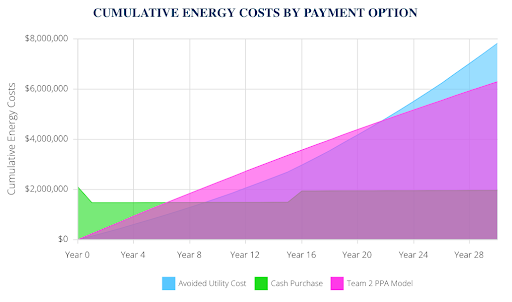 CUMULATIVE ENERGY COSTS BY PAYMENT OPTION
Cumulative Energy Costs
$8,000,000
$6,000,000
$4,000,000
$2,000,000
$0
Year 0 Year 4 Year 8 Year 12 Year 16 Year 20 Year 24 Year 28
Avoided Utility Cost Cash Purchase Team 2 PPA Model